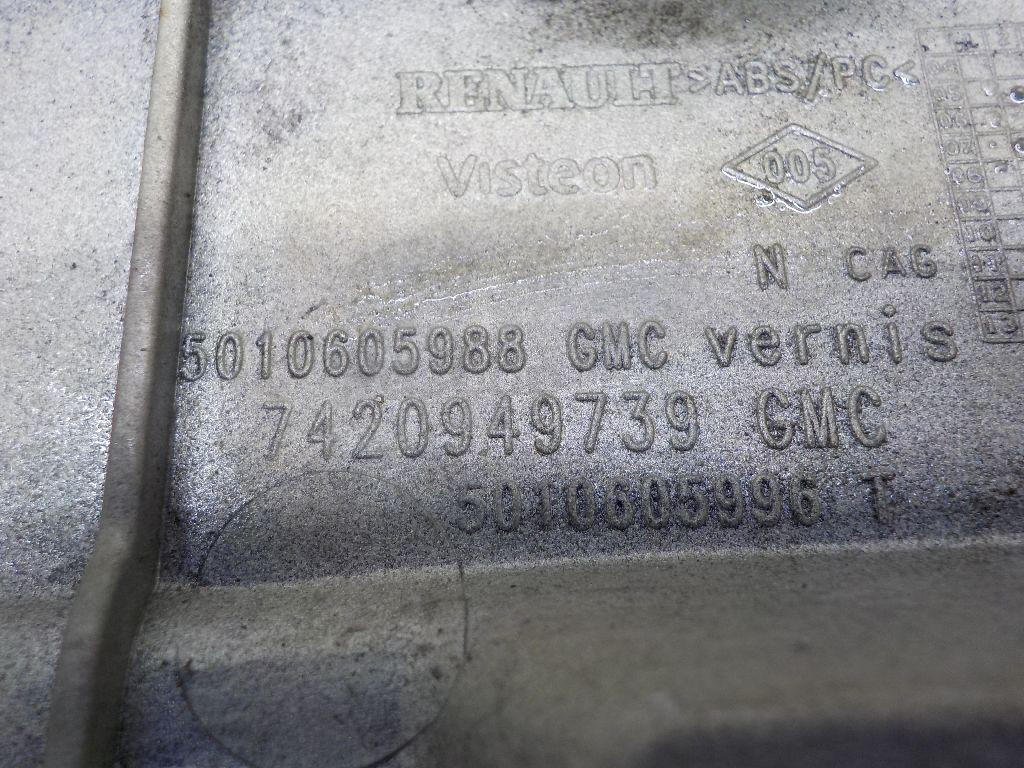 RENAULT >ABS/PC<
Visteon 005
N CAG
5010605988 GMC vernis
7420949739 GMC
5010605996 T